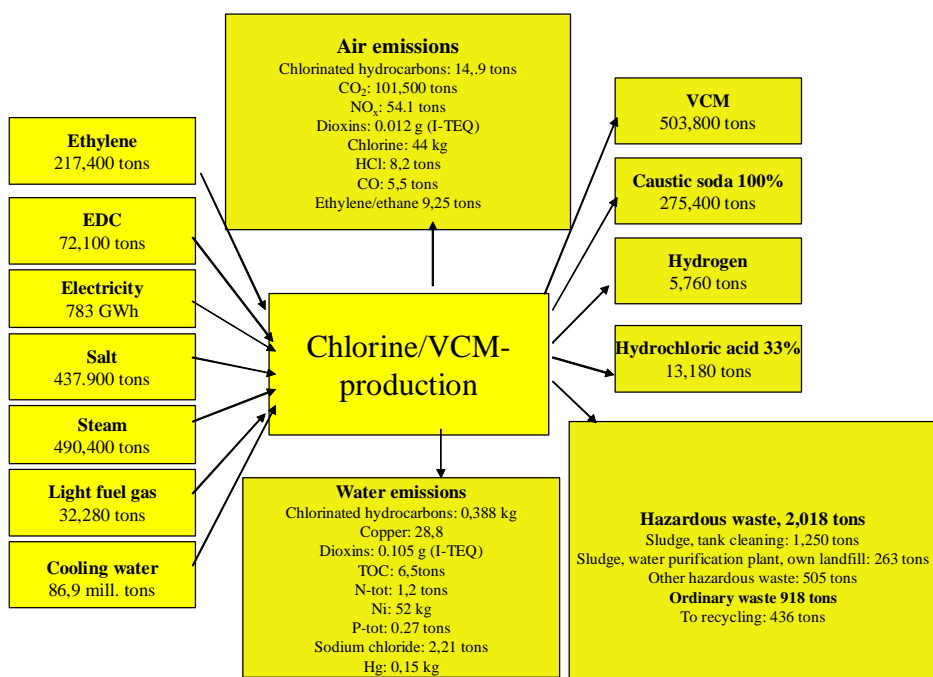 Air emissions
Chlorinated hydrocarbons: 14,.9 tons
CO₂: 101,500 tons
NOₓ: 54.1 tons
Dioxins: 0.012 g (I-TEQ)
Chlorine: 44 kg
HCl: 8,2 tons
CO: 5,5 tons
Ethylene/ethane 9,25 tons
Ethylene
217,400 tons
EDC
72,100 tons
Electricity
783 GWh
Salt
437.900 tons
Steam
490,400 tons
Light fuel gas
32,280 tons
Cooling water
86,9 mill. tons
Chlorine/VCM-
production
VCM
503,800 tons
Caustic soda 100%
275,400 tons
Hydrogen
5,760 tons
Hydrochloric acid 33%
13,180 tons
Water emissions
Chlorinated hydrocarbons: 0,388 kg
Copper: 28,8
Dioxins: 0.105 g (I-TEQ)
TOC: 6,5tons
N-tot: 1,2 tons
Ni: 52 kg
P-tot: 0.27 tons
Sodium chloride: 2,21 tons
Hg: 0,15 kg
Hazardous waste, 2,018 tons
Sludge, tank cleaning: 1,250 tons
Sludge, water purification plant, own landfill: 263 tons
Other hazardous waste: 505 tons
Ordinary waste 918 tons
To recycling: 436 tons